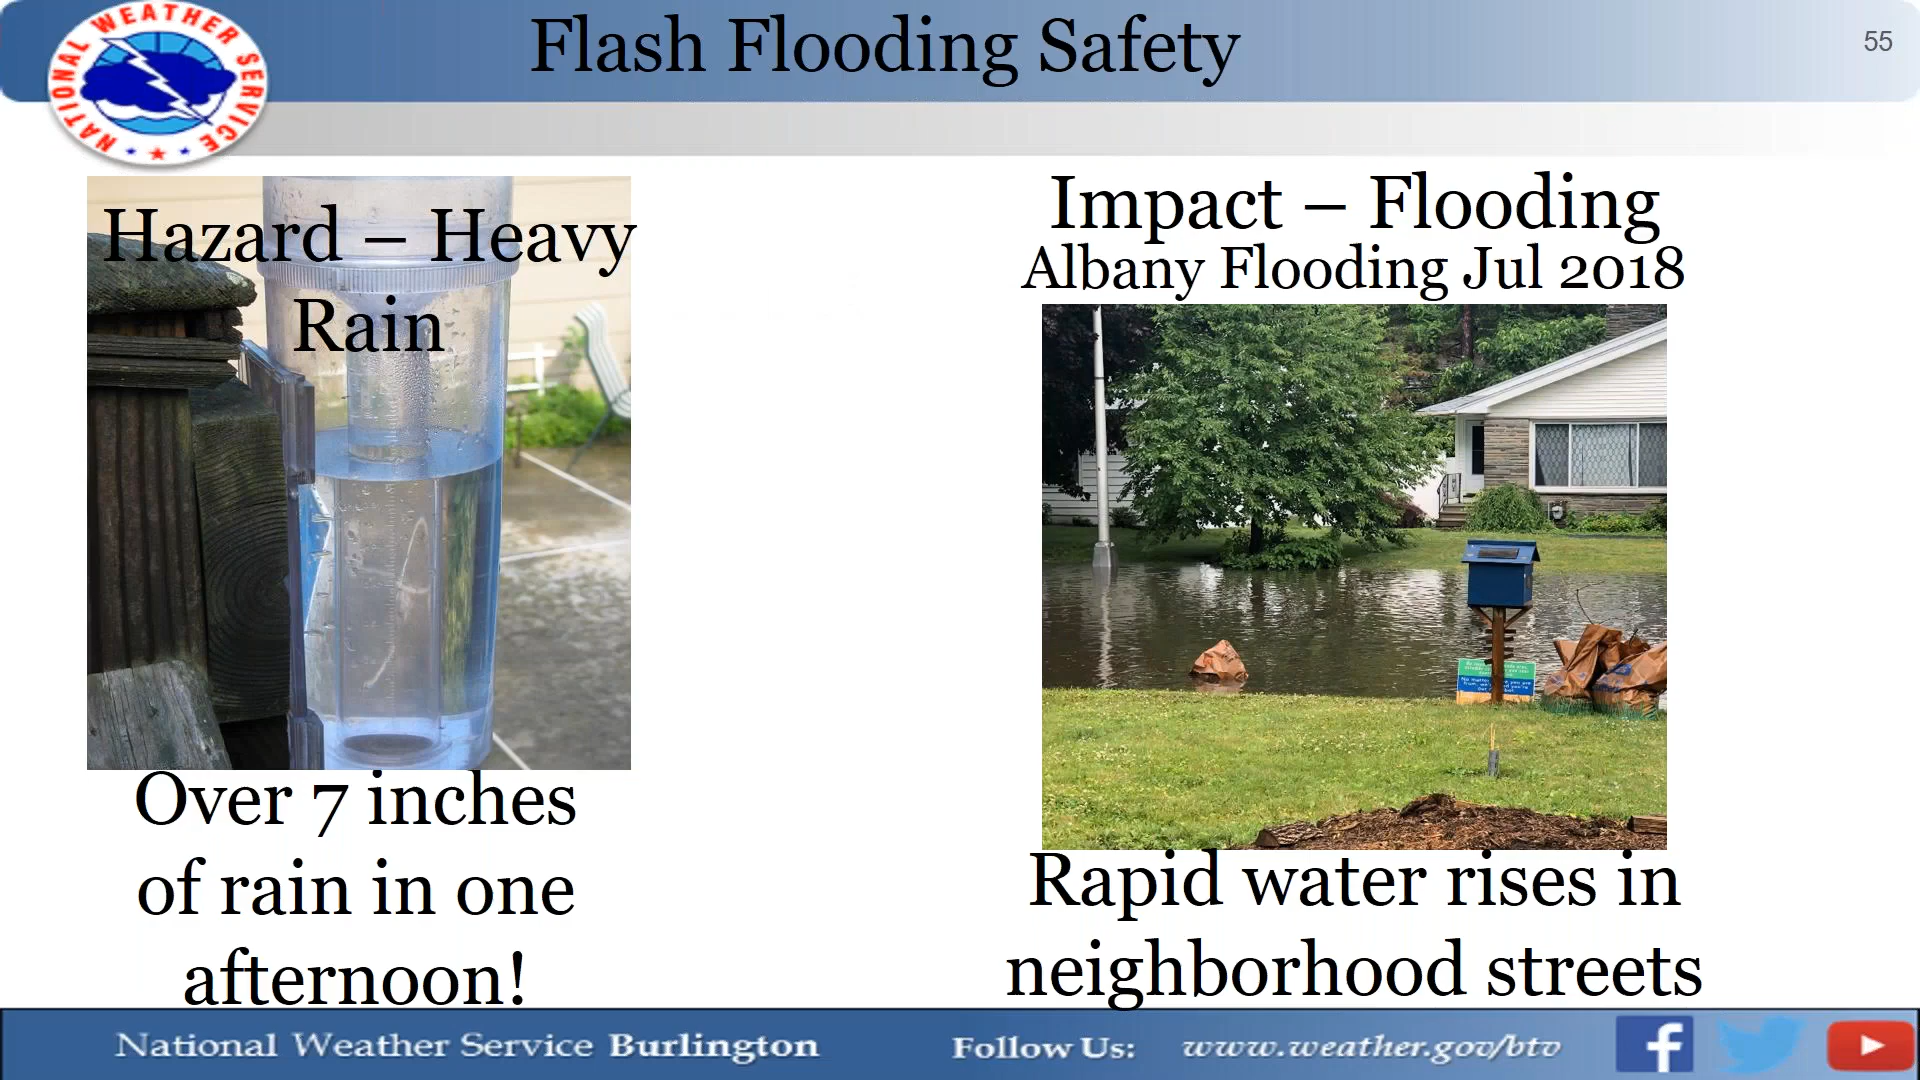 NATIONAL WEATHER SERVICE
Flash Flooding Safety
55
Hazard – Heavy
Rain
Over 7 inches
of rain in one
afternoon!
Impact – Flooding
Albany Flooding Jul 2018
Rapid water rises in
neighborhood streets
National Weather Service Burlington
Follow Us:
www.weather.gov/btv